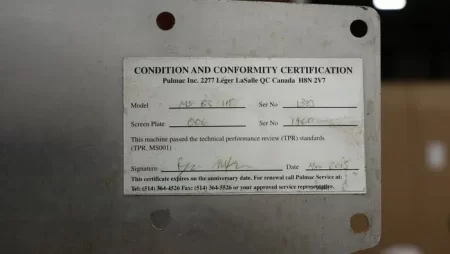 CONDITION AND CONFORMITY CERTIFICATION
Pulmac Inc. 2277 Léger LaSalle QC Canada H8N 2V7
Model Ser No
Screen Plate 006 Ser No
This machine passed the technical performance review (TPR) standards
(TPR. MS001)
Signature Date
This certificate expires on the anniversary date. For renewal call Pulmac Service at:
Tel: (514) 364-4526 Fax: (514) 364-5526 or your approved service representative.